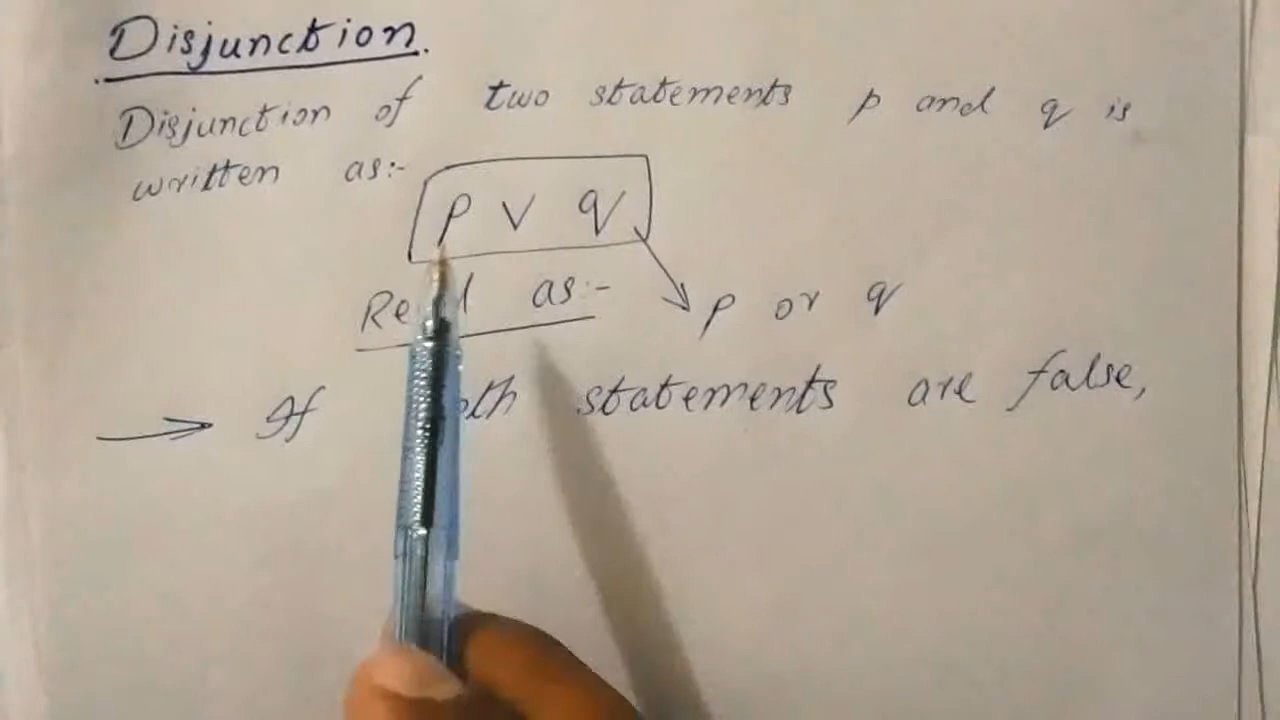 Disjunction.
Disjunction of two statements p and q is
written as:-
p ∨ q
as:- p or q
→ If statements are false,